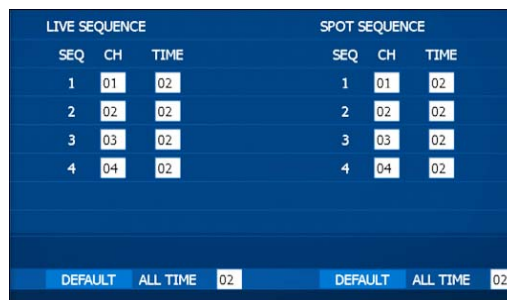 LIVE SEQUENCE SPOT SEQUENCE
SEQ CH TIME SEQ CH TIME
1 01 02 1 01 02
2 02 02 2 02 02
3 03 02 3 03 02
4 04 02 4 04 02
DEFAULT ALL TIME 02 DEFAULT ALL TIME 02